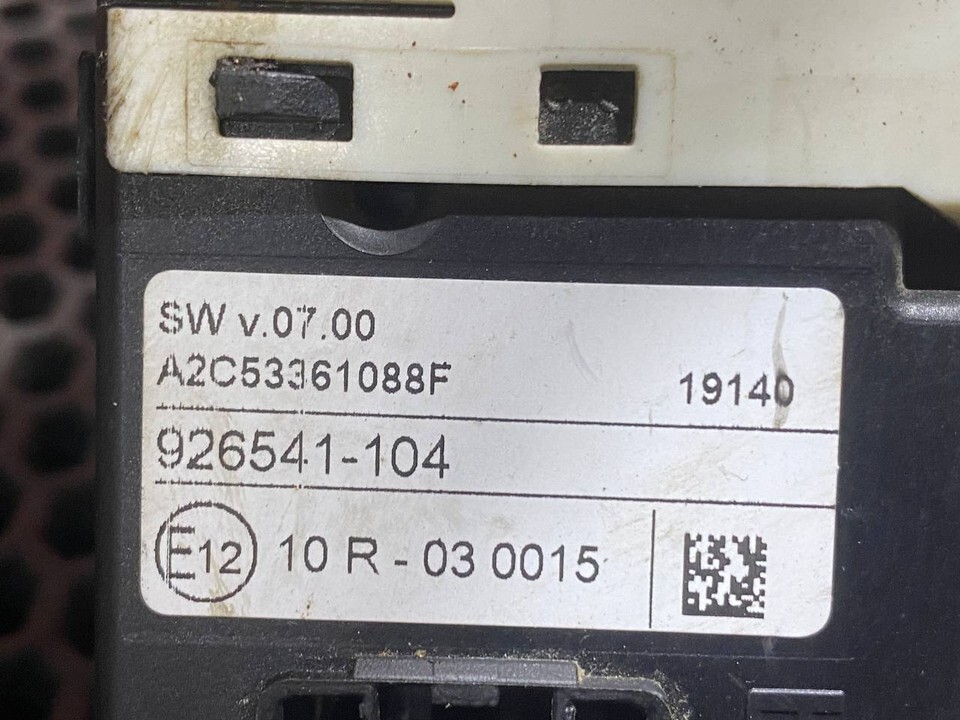 SW v.07.00
A2C53361088F 19140
926541-104
E12 10 R - 03 0015